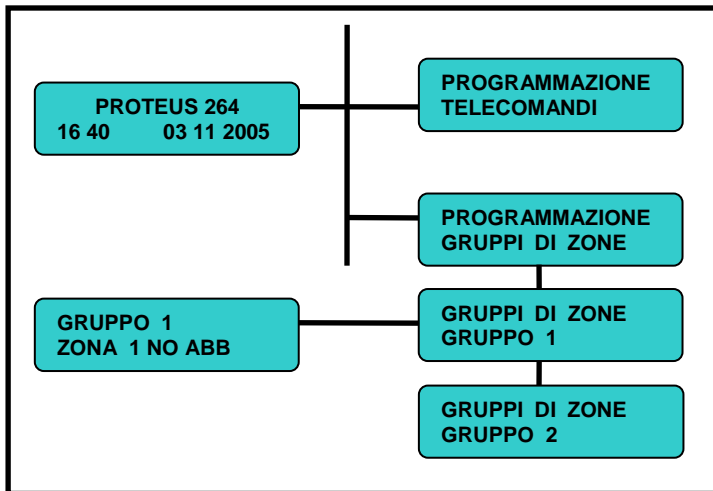 PROTEUS 264
16 40 03 11 2005
PROGRAMMAZIONE
TELECOMANDI
PROGRAMMAZIONE
GRUPPI DI ZONE
GRUPPO 1
ZONA 1 NO ABB
GRUPPI DI ZONE
GRUPPO 1
GRUPPI DI ZONE
GRUPPO 2